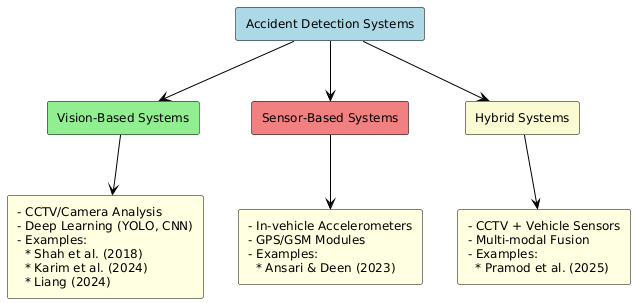 Accident Detection Systems
Vision-Based Systems
Sensor-Based Systems
Hybrid Systems
- CCTV/Camera Analysis
- Deep Learning (YOLO, CNN)
- Examples:
* Shah et al. (2018)
* Karim et al. (2024)
* Liang (2024)
- In-vehicle Accelerometers
- GPS/GSM Modules
- Examples:
* Ansari & Deen (2023)
- CCTV + Vehicle Sensors
- Multi-modal Fusion
- Examples:
* Pramod et al. (2025)